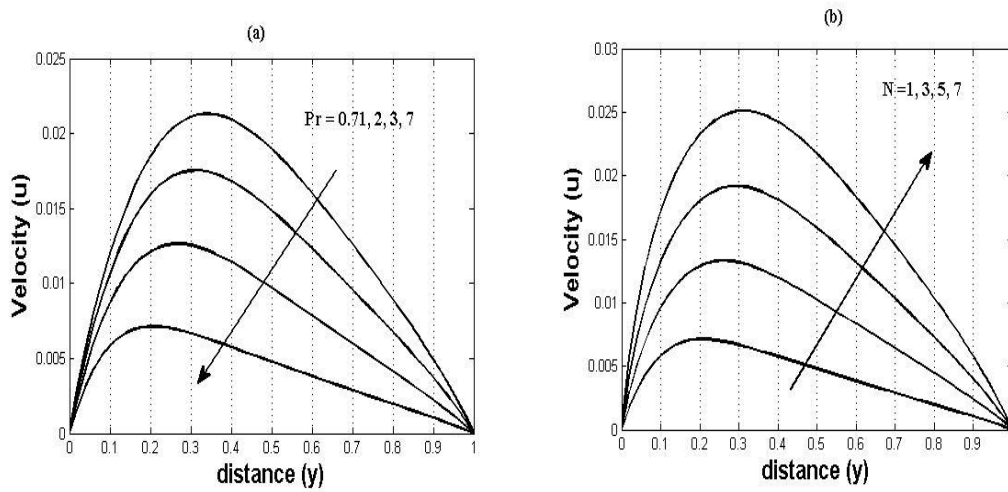 (a)
0.025
0.02
0.015
0.01
0.005
0
Velocity (u)
Pr = 0.71, 2, 3, 7
0 0.1 0.2 0.3 0.4 0.5 0.6 0.7 0.8 0.9 1
distance (y)
(b)
0.03
0.025
0.02
0.015
0.01
0.005
0
Velocity (u)
N =1, 3, 5, 7
0 0.1 0.2 0.3 0.4 0.5 0.6 0.7 0.8 0.9
distance (y)